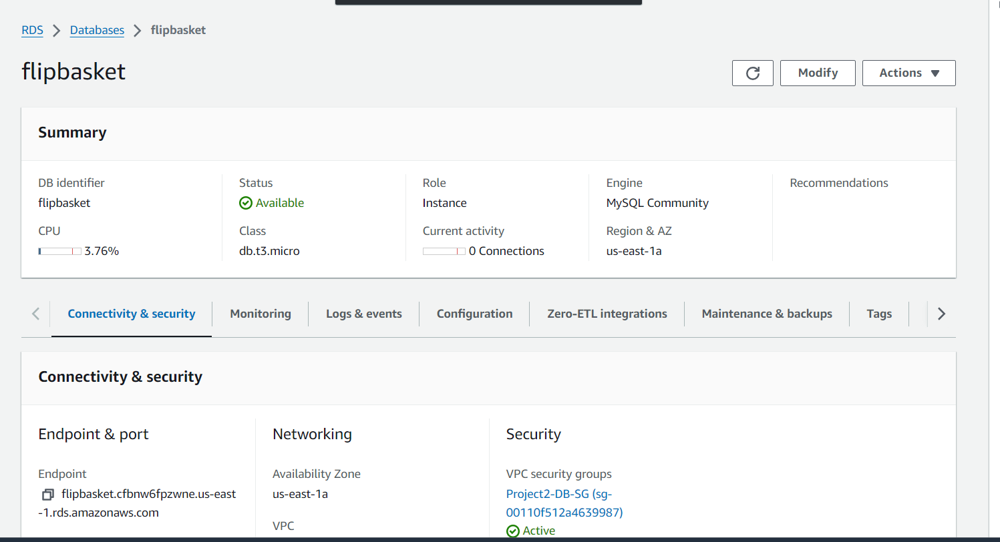 RDS > Databases > flipbasket
flipbasket
Modify
Actions
Summary
DB identifier
flipbasket
Status
Available
Role
Instance
Engine
MySQL Community
Recommendations
CPU
3.76%
Class
db.t3.micro
Current activity
0 Connections
Region & AZ
us-east-1a
Connectivity & security
Monitoring
Logs & events
Configuration
Zero-ETL integrations
Maintenance & backups
Tags
Connectivity & security
Endpoint & port
Endpoint
flipbasket.cfbnw6fpzwne.us-east
-1.rds.amazonaws.com
Networking
Availability Zone
us-east-1a
VPC
Security
VPC security groups
Project2-DB-SG (sg-
00110f512a4639987)
Active